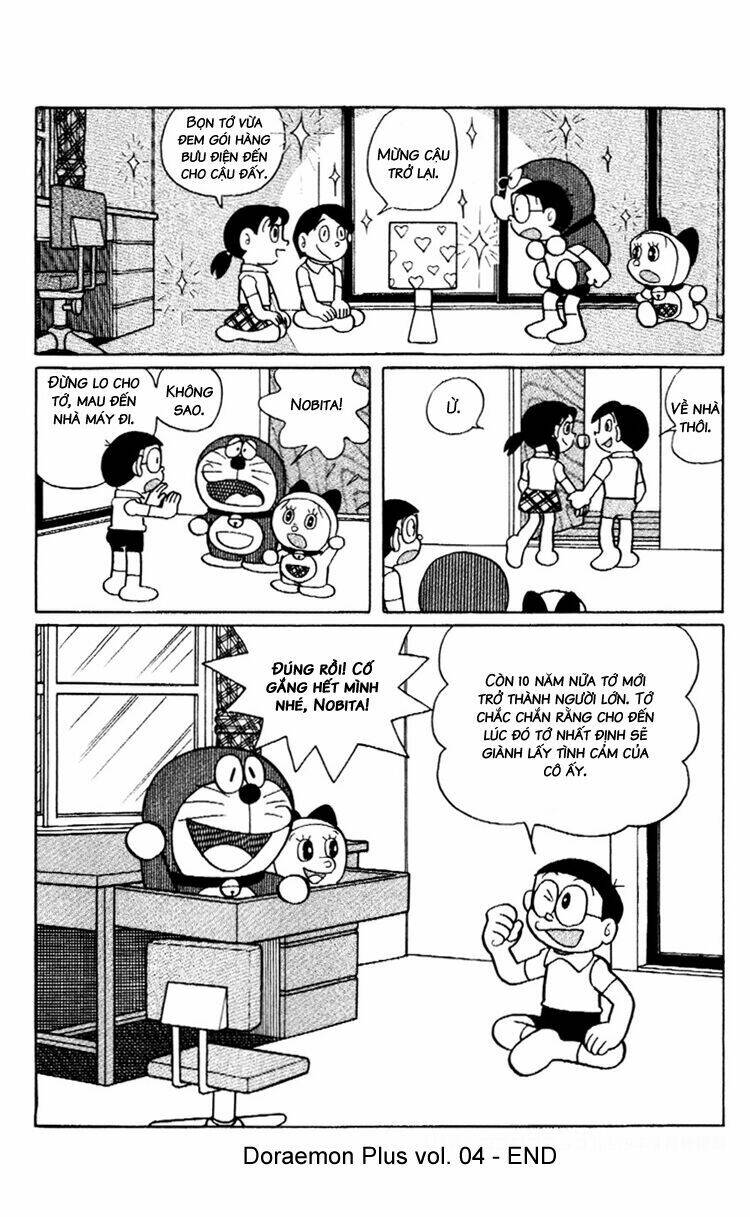 BỌN TỚ VỪA
ĐEM GÓI HÀNG
BƯU ĐIỆN ĐẾN
CHO CẬU ĐẤY.
MỪNG CẬU
TRỞ LẠI.
ĐỪNG LO CHO
TỚ, MAU ĐẾN
NHÀ MÁY ĐI.
KHÔNG
SAO.
NOBITA!
Ừ.
VỀ NHÀ
THÔI.
ĐÚNG RỒI! CỐ
GẮNG HẾT MÌNH
NHÉ, NOBITA!
CÒN 10 NĂM NỮA TỚ MỚI
TRỞ THÀNH NGƯỜI LỚN. TỚ
CHẮC CHẮN RẰNG CHO ĐẾN
LÚC ĐÓ TỚ NHẤT ĐỊNH SẼ
GIÀNH LẤY TÌNH CẢM CỦA
CÔ ẤY.
Doraemon Plus vol. 04 - END